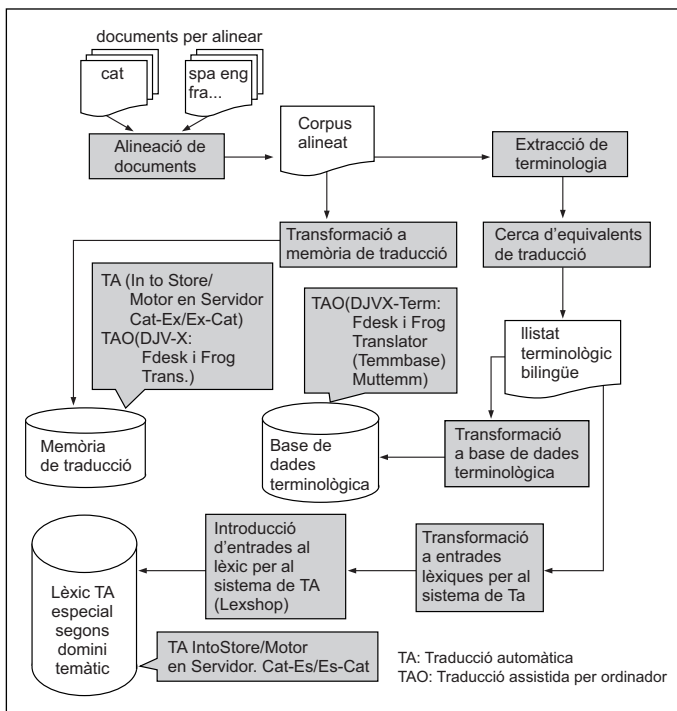 documents per alinear
cat
spa eng
fra...
Alineació de
documents
Corpus
alineat
Extracció de
terminologia
Transformació a
memòria de traducció
Cerca d'equivalents
de traducció
TA (In to Store/
Motor en Servidor
Cat-Ex/Ex-Cat)
TAO(DJV-X:
Fdesk i Frog
Trans.)
TAO(DJVX-Term:
Fdesk i Frog
Translator
(Temmbase)
Muttemm)
llistat
terminològic
bilingüe
Memòria
de traducció
Base de
dades
terminològica
Transformació
a base de dades
terminològica
Lèxic TA
especial
segons
domini
temàtic
Introducció
d'entrades al
lèxic per al
sistema de TA
(Lexshop)
Transformació
a entrades
lèxiques per al
sistema de Ta
TA IntoStore/Motor
en Servidor. Cat-Es/Es-Cat
TA: Traducció automàtica
TAO: Traducció assistida per ordinador